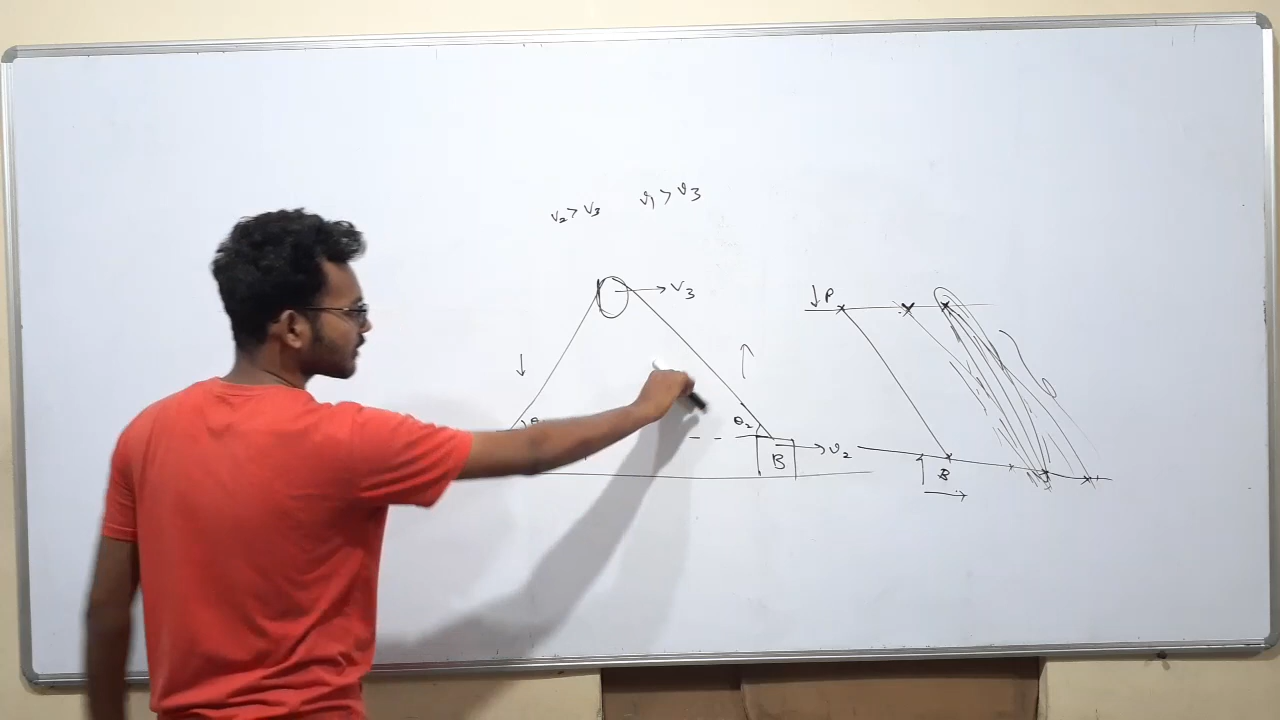 v₂ > v₃ v₁ > v₃
v₃
P
θ
θ₂
B
v₂
B